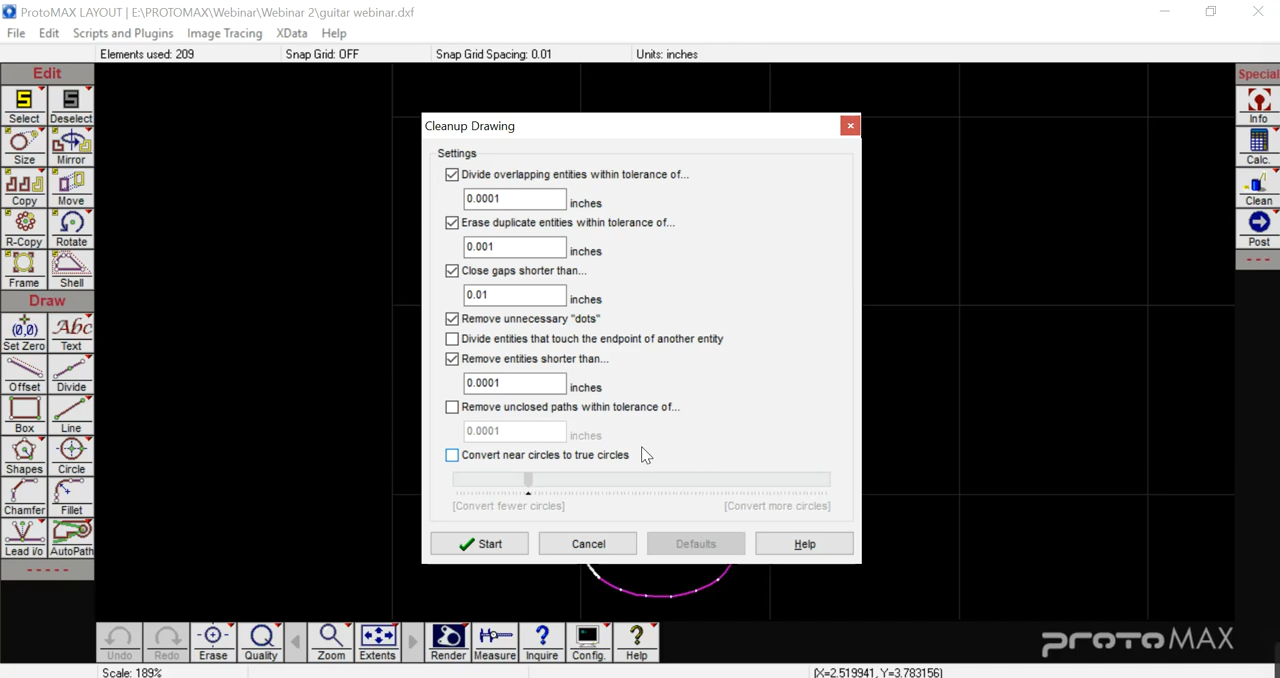 ProtoMAX LAYOUT | E:\PROTOMAX\Webinar\Webinar 2\guitar webinar.dxf
File Edit Scripts and Plugins Image Tracing XData Help
Elements used: 209 Snap Grid: OFF Snap Grid Spacing: 0.01 Units: inches
Edit
Select Deselect
Size Mirror
Copy Move
R-Copy Rotate
Frame Shell
Draw
(0,0) Abc
Set Zero Text
Offset Divide
Box Line
Shapes Circle
Chamfer Fillet
Lead i/o AutoPath
Cleanup Drawing
Settings
Divide overlapping entities within tolerance of...
0.0001 inches
Erase duplicate entities within tolerance of...
0.001 inches
Close gaps shorter than...
0.01 inches
Remove unnecessary "dots"
Divide entities that touch the endpoint of another entity
Remove entities shorter than...
0.0001 inches
Remove unclosed paths within tolerance of...
0.0001 inches
Convert near circles to true circles
[Convert fewer circles] [Convert more circles]
Start Cancel Defaults Help
Special
Info
Calc.
Clean
Post
Undo Redo Erase Quality Zoom Extents Render Measure Inquire Config. Help
protoMAX
Scale: 189% (X=2.519941, Y=3.783156)